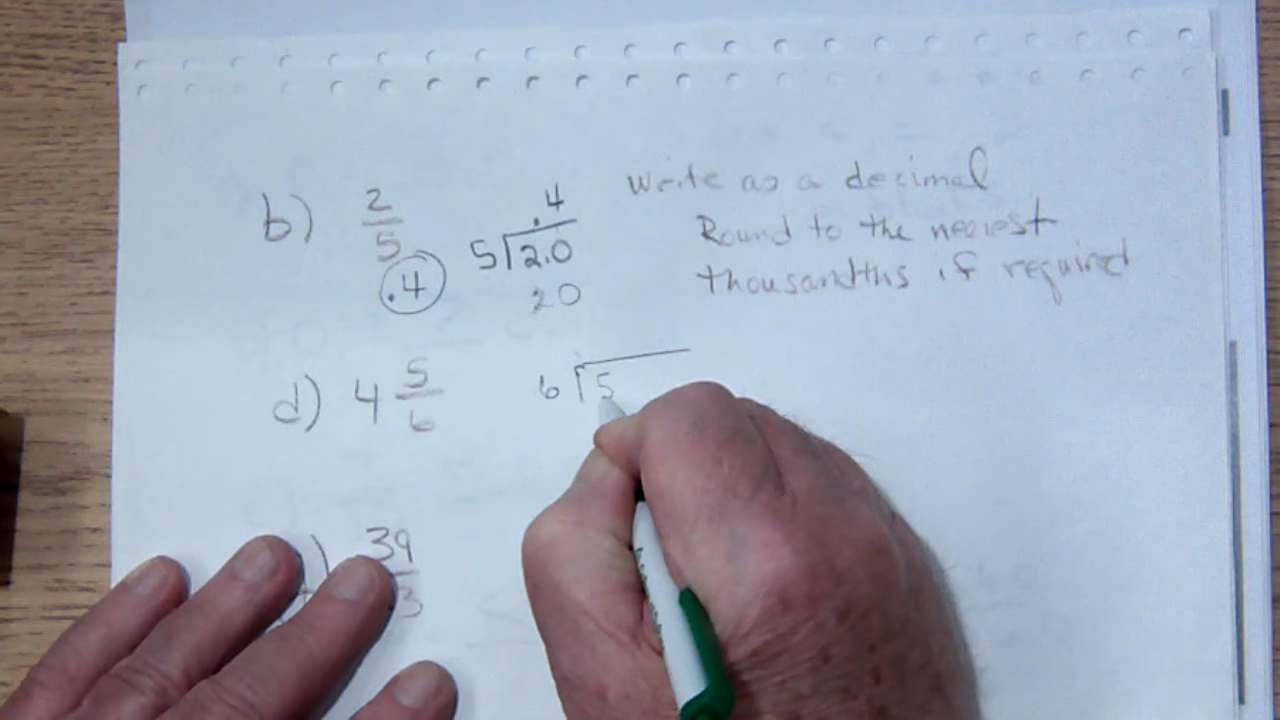 Write as a decimal
Round to the nearest
thousandths if required
b) 2/5
.4
5
2.0
20
.4
d) 4 5/6
6
5
39
3